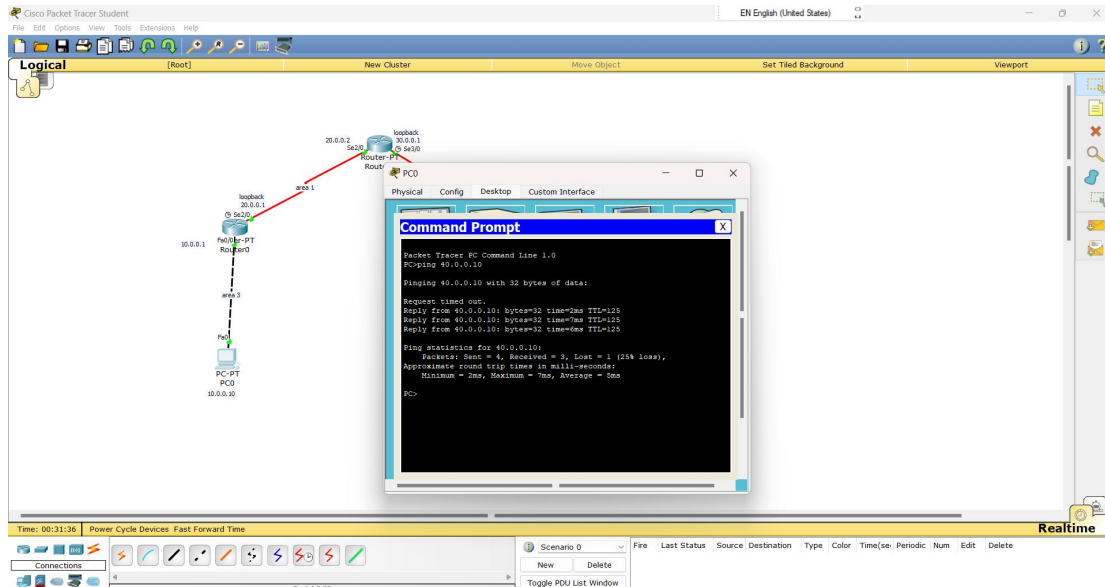 Cisco Packet Tracer Student
EN English (United States)
File Edit Options View Tools Extensions Help
Logical
[Root]
New Cluster
Move Object
Set Tiled Background
Viewport
loopback
20.0.0.2
30.0.0.1
Se2/0
Se3/0
Router-PT
area 1
loopback
20.0.0.1
Se2/0
10.0.0.1
Fa0/0
er-PT
Router0
area 3
Fa0
PC-PT
PC0
10.0.0.10
PC0
Physical Config Desktop Custom Interface
Command Prompt
X
Packet Tracer PC Command Line 1.0
PC>ping 40.0.0.10
Pinging 40.0.0.10 with 32 bytes of data:
Request timed out.
Reply from 40.0.0.10: bytes=32 time=2ms TTL=125
Reply from 40.0.0.10: bytes=32 time=7ms TTL=125
Reply from 40.0.0.10: bytes=32 time=6ms TTL=125
Ping statistics for 40.0.0.10:
Packets: Sent = 4, Received = 3, Lost = 1 (25% loss),
Approximate round trip times in milli-seconds:
Minimum = 2ms, Maximum = 7ms, Average = 5ms
PC>
Time: 00:31:36 Power Cycle Devices Fast Forward Time
Realtime
Connections
Scenario 0
New Delete
Toggle PDU List Window
Fire Last Status Source Destination Type Color Time(se Periodic Num Edit Delete